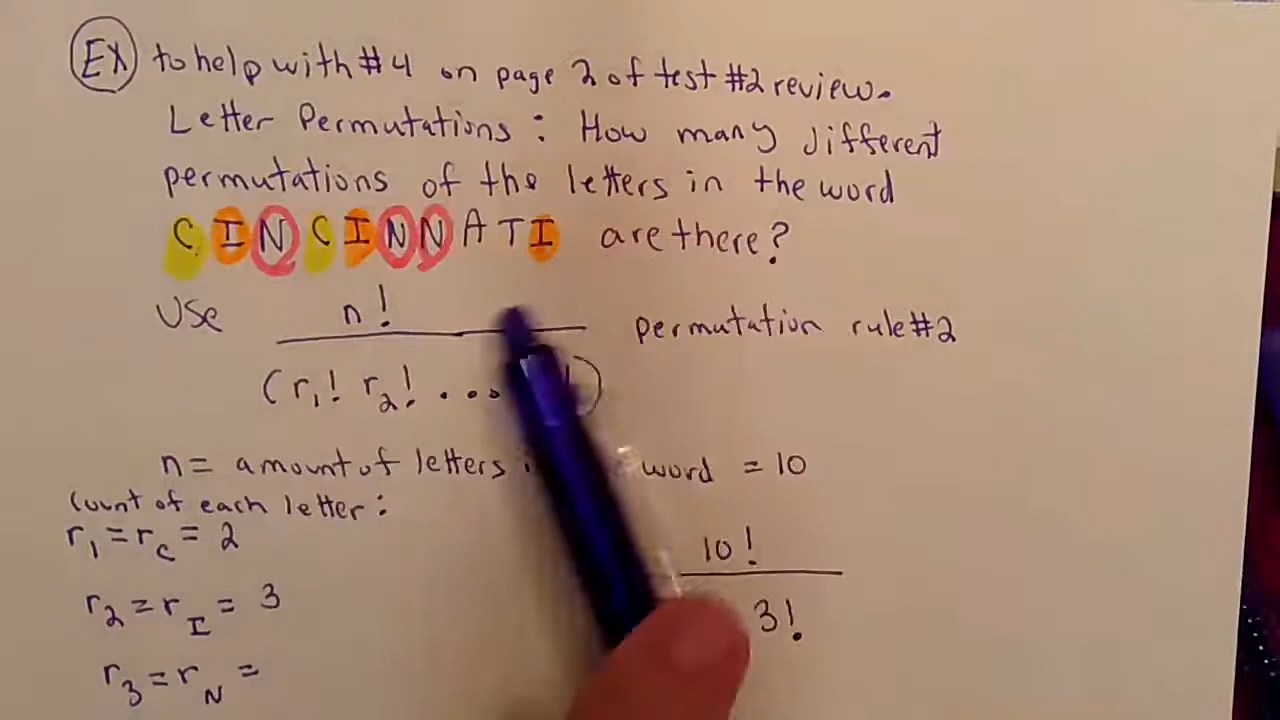 EX to help with #4 on page 2 of test #2 review.
Letter Permutations: How many different
permutations of the letters in the word
CINCINNATI are there?
Use n! permutation rule #2
(r1! r2! ... !)
n = amount of letters word = 10
Count of each letter:
r1 = rC = 2
10!
r2 = rI = 3
3!
r3 = rN =